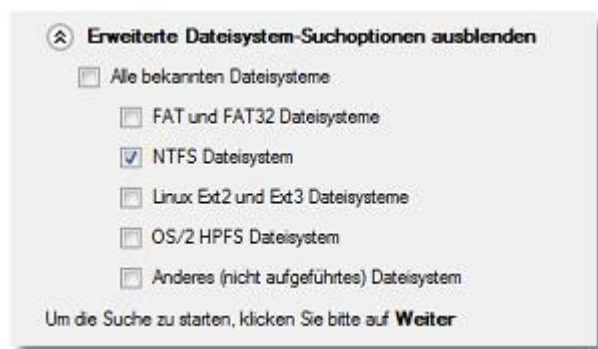 Erweiterte Dateisystem-Suchoptionen ausblenden
Alle bekannten Dateisysteme
FAT und FAT32 Dateisysteme
NTFS Dateisystem
Linux Ext2 und Ext3 Dateisysteme
OS/2 HPFS Dateisystem
Anderes (nicht aufgeführtes) Dateisystem
Um die Suche zu starten, klicken Sie bitte auf Weiter